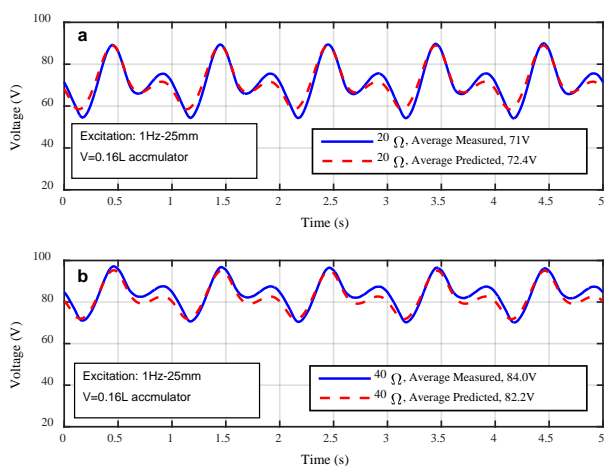 100
a
80
60
40
20
Voltage (V)
Excitation: 1Hz-25mm
V=0.16L accmulator
20 Ω, Average Measured, 71V
20 Ω, Average Predicted, 72.4V
0 0.5 1 1.5 2 2.5 3 3.5 4 4.5 5
Time (s)
100
b
80
60
40
20
Voltage (V)
Excitation: 1Hz-25mm
V=0.16L accmulator
40 Ω, Average Measured, 84.0V
40 Ω, Average Predicted, 82.2V
0 0.5 1 1.5 2 2.5 3 3.5 4 4.5 5
Time (s)